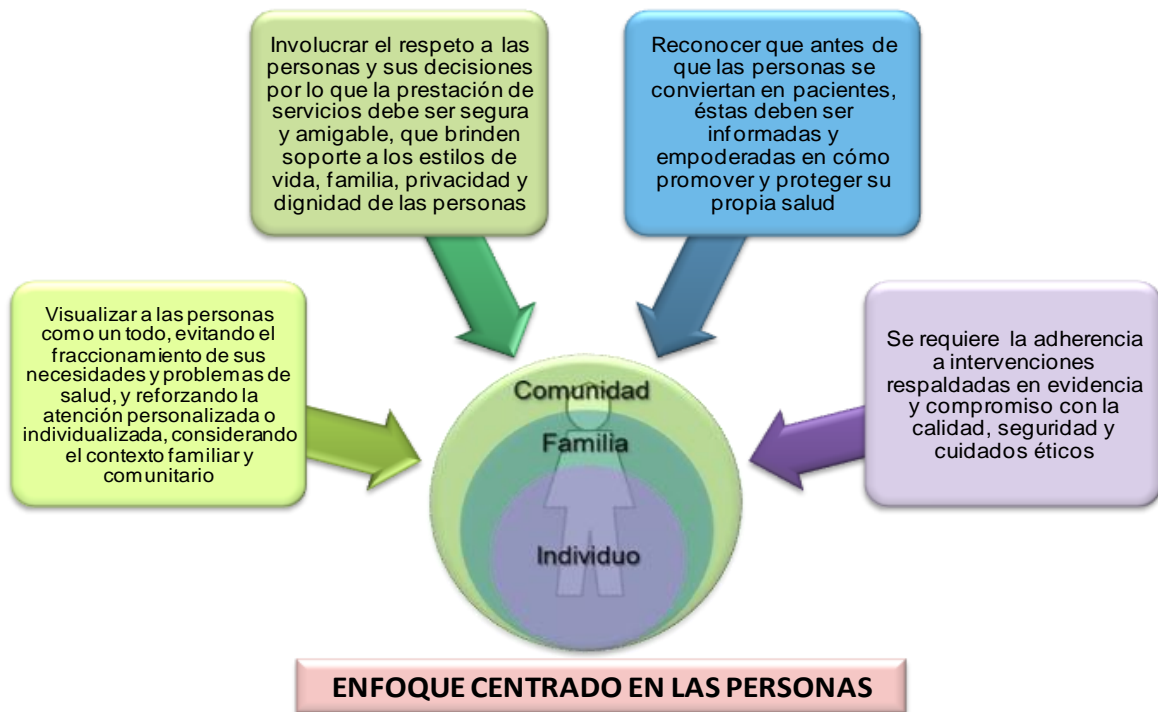 Involucrar el respeto a las
personas y sus decisiones
por lo que la prestación de
servicios debe ser segura
y amigable, que brinden
soporte a los estilos de
vida, familia, privacidad y
dignidad de las personas
Reconocer que antes de
que las personas se
conviertan en pacientes,
éstas deben ser
informadas y
empoderadas en cómo
promover y proteger su
propia salud
Visualizar a las personas
como un todo, evitando el
fraccionamiento de sus
necesidades y problemas de
salud, y reforzando la
atención personalizada o
individualizada, considerando
el contexto familiar y
comunitario
Se requiere la adherencia
a intervenciones
respaldadas en evidencia
y compromiso con la
calidad, seguridad y
cuidados éticos
Comunidad
Familia
Individuo
ENFOQUE CENTRADO EN LAS PERSONAS